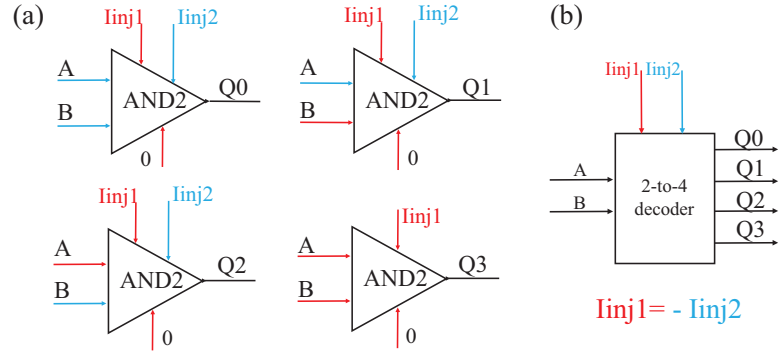 (a)
Iinj1 Iinj2
A
B
AND2
Q0
0
Iinj1 Iinj2
A
B
AND2
Q1
0
Iinj1 Iinj2
A
B
AND2
Q2
0
Iinj1
A
B
AND2
Q3
0
(b)
Iinj1 Iinj2
A
B
2-to-4
decoder
Q0
Q1
Q2
Q3
Iinj1= - Iinj2